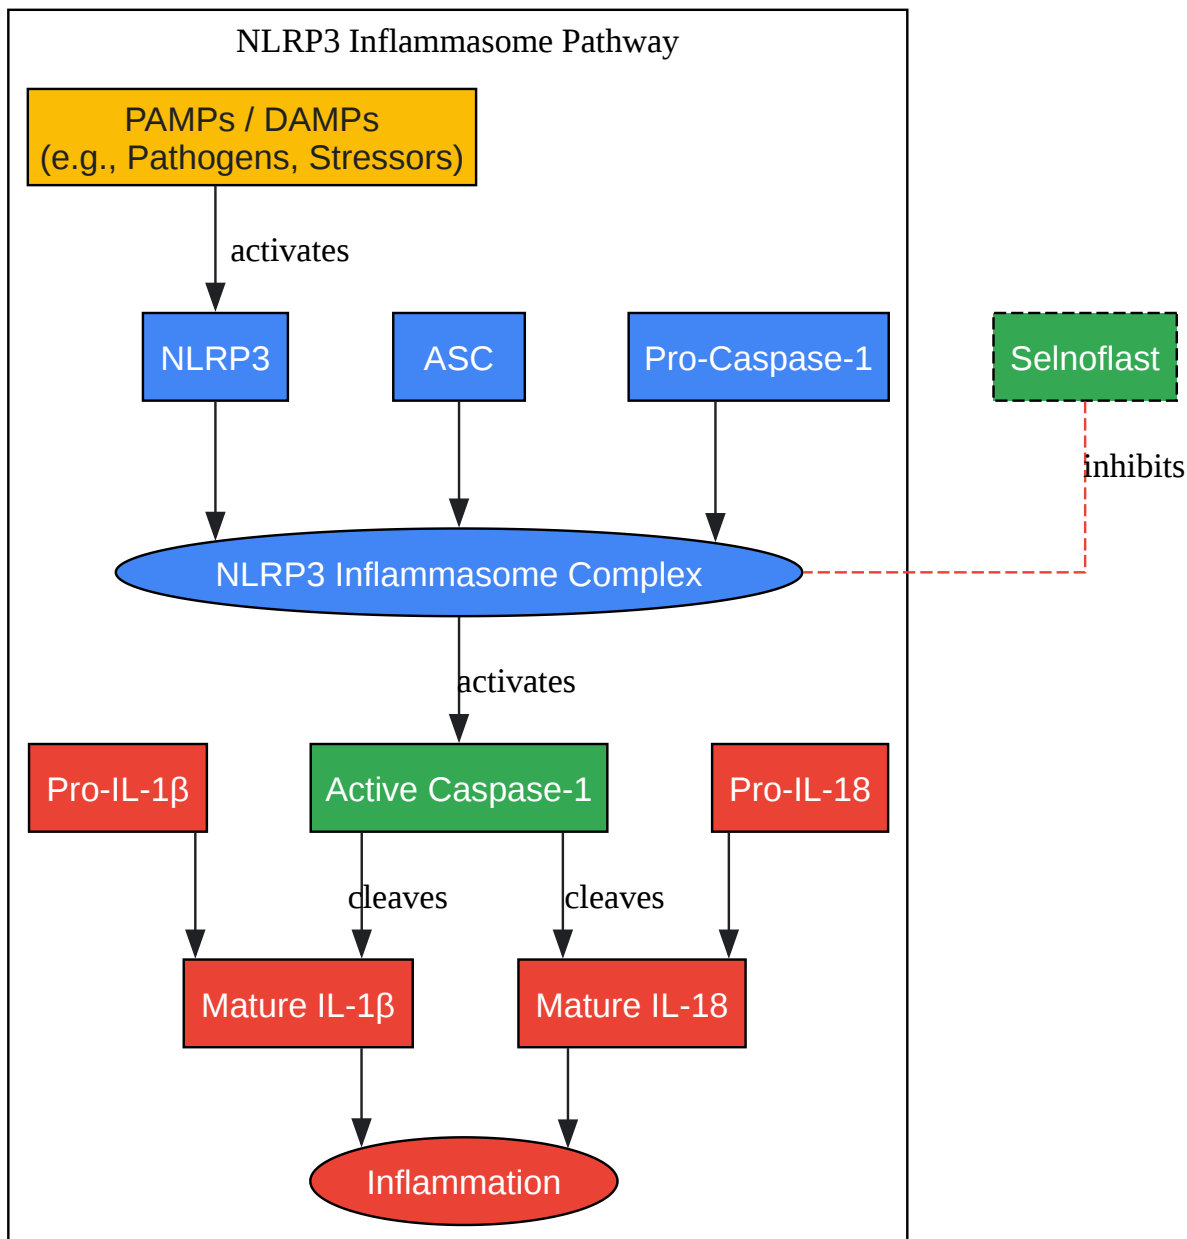 NLRP3 Inflammasome Pathway
PAMPs / DAMPs
(e.g., Pathogens, Stressors)
activates
NLRP3
ASC
Pro-Caspase-1
Selnoflast
inhibits
NLRP3 Inflammasome Complex
activates
Pro-IL-1β
Active Caspase-1
Pro-IL-18
cleaves
cleaves
Mature IL-1β
Mature IL-18
Inflammation